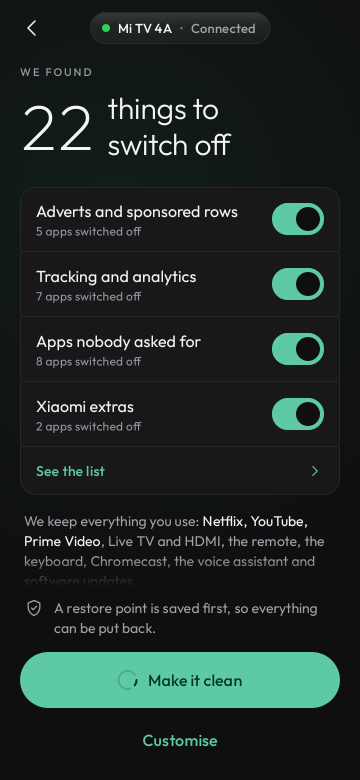 Mi TV 4A · Connected
WE FOUND
22 things to
switch off
Adverts and sponsored rows
5 apps switched off
Tracking and analytics
7 apps switched off
Apps nobody asked for
8 apps switched off
Xiaomi extras
2 apps switched off
See the list
We keep everything you use: Netflix, YouTube,
Prime Video, Live TV and HDMI, the remote, the
keyboard, Chromecast, the voice assistant and
software updates.
A restore point is saved first, so everything
can be put back.
Make it clean
Customise